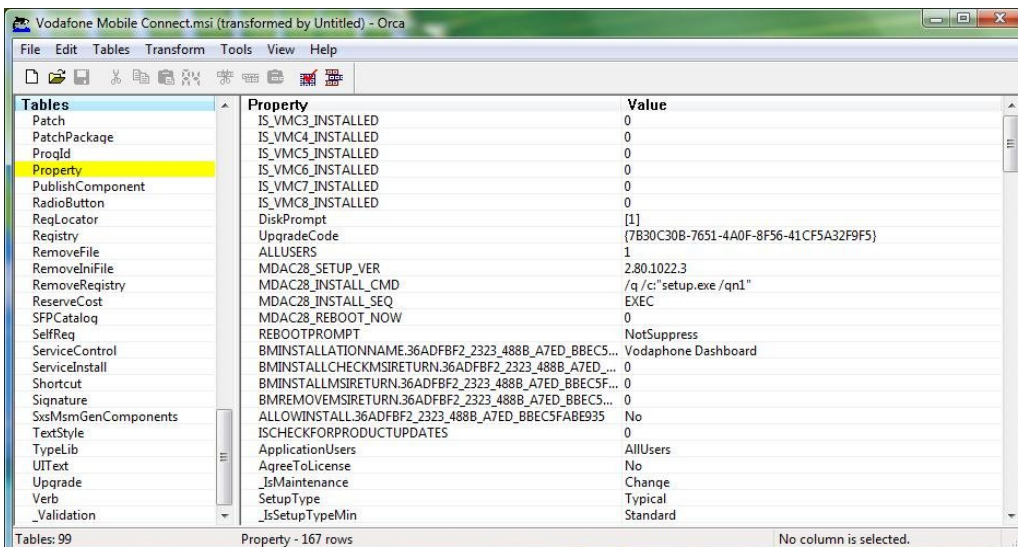 Vodafone Mobile Connect.msi (transformed by Untitled) - Orca
File Edit Tables Transform Tools View Help
Tables Property Value
Patch IS_VMC3_INSTALLED 0
PatchPackage IS_VMC4_INSTALLED 0
ProgId IS_VMC5_INSTALLED 0
Property IS_VMC6_INSTALLED 0
PublishComponent IS_VMC7_INSTALLED 0
RadioButton IS_VMC8_INSTALLED 0
RegLocator DiskPrompt [1]
Registry UpgradeCode {7B30C30B-7651-4A0F-8F56-41CF5A32F9F5}
RemoveFile ALLUSERS 1
RemoveIniFile MDAC28_SETUP_VER 2.80.1022.3
RemoveRegistry MDAC28_INSTALL_CMD /q /c:"setup.exe /qn1"
ReserveCost MDAC28_INSTALL_SEQ EXEC
SFPCatalog MDAC28_REBOOT_NOW 0
SelfReg REBOOTPROMPT NotSuppress
ServiceControl BMINSTALLATIONNAME.36ADFBF2_2323_488B_A7ED_BBEC5... Vodaphone Dashboard
ServiceInstall BMINSTALLCHECKMSIRETURN.36ADFBF2_2323_488B_A7ED_... 0
Shortcut BMINSTALLMSIRETURN.36ADFBF2_2323_488B_A7ED_BBEC5F... 0
Signature BMREMOVEMSIRETURN.36ADFBF2_2323_488B_A7ED_BBEC5... 0
SxsMsmGenComponents ALLOWINSTALL.36ADFBF2_2323_488B_A7ED_BBEC5FABE935 No
TextStyle ISCHECKFORPRODUCTUPDATES 0
TypeLib ApplicationUsers AllUsers
UIText AgreeToLicense No
Upgrade _IsMaintenance Change
Verb SetupType Typical
_Validation _IsSetupTypeMin Standard
Tables: 99 Property - 167 rows No column is selected.